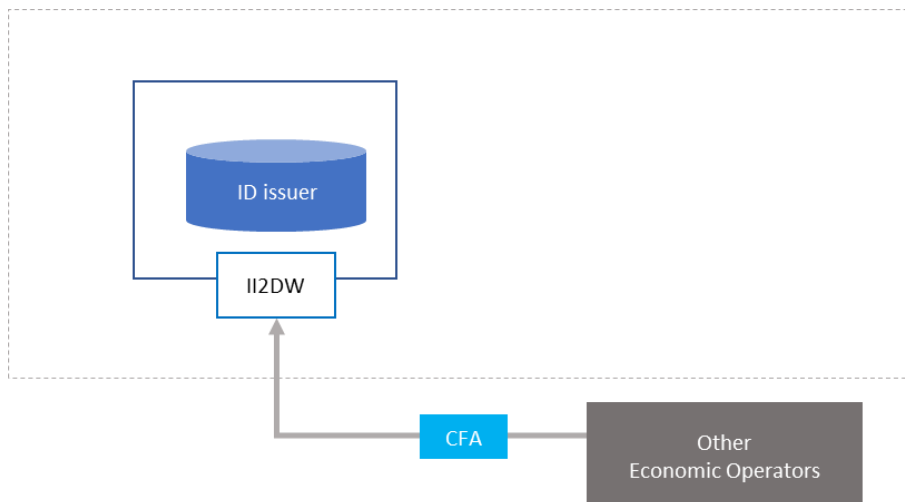 ID issuer
II2DW
CFA
Other
Economic Operators